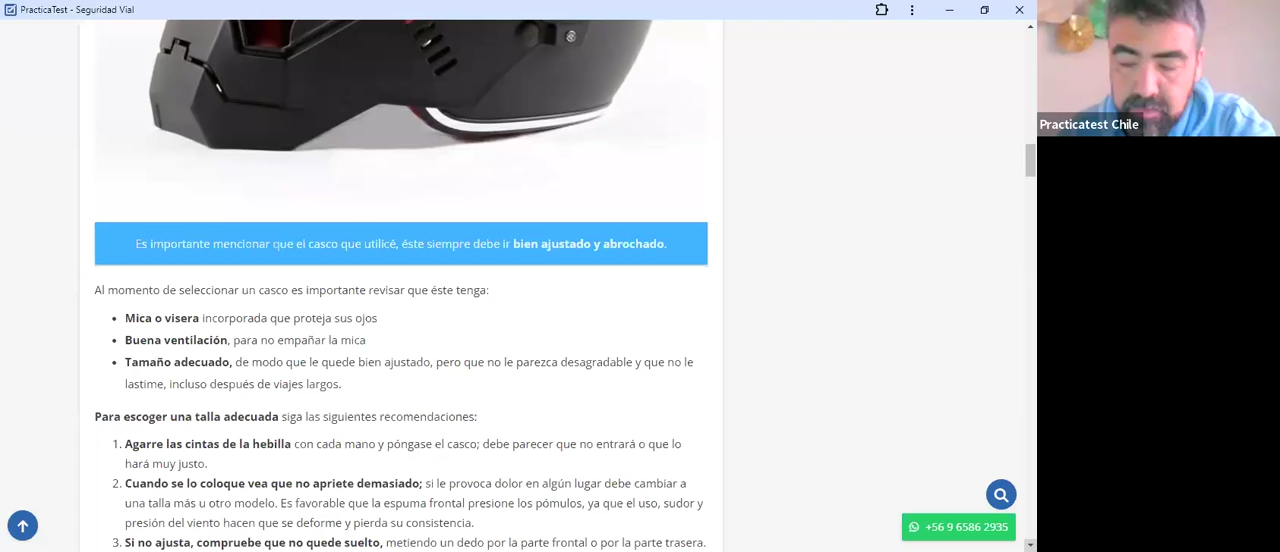 PracticaTest - Seguridad Vial
Practicatest Chile
Es importante mencionar que el casco que utilicé, éste siempre debe ir bien ajustado y abrochado.
Al momento de seleccionar un casco es importante revisar que éste tenga:
• Mica o visera incorporada que proteja sus ojos
• Buena ventilación, para no empañar la mica
• Tamaño adecuado, de modo que le quede bien ajustado, pero que no le parezca desagradable y que no le
lastime, incluso después de viajes largos.
Para escoger una talla adecuada siga las siguientes recomendaciones:
1. Agarre las cintas de la hebilla con cada mano y póngase el casco; debe parecer que no entrará o que lo
hará muy justo.
2. Cuando se lo coloque vea que no apriete demasiado; si le provoca dolor en algún lugar debe cambiar a
una talla más u otro modelo. Es favorable que la espuma frontal presione los pómulos, ya que el uso, sudor y
presión del viento hacen que se deforme y pierda su consistencia.
3. Si no ajusta, compruebe que no quede suelto, metiendo un dedo por la parte frontal o por la parte trasera.
+56 9 6586 2935